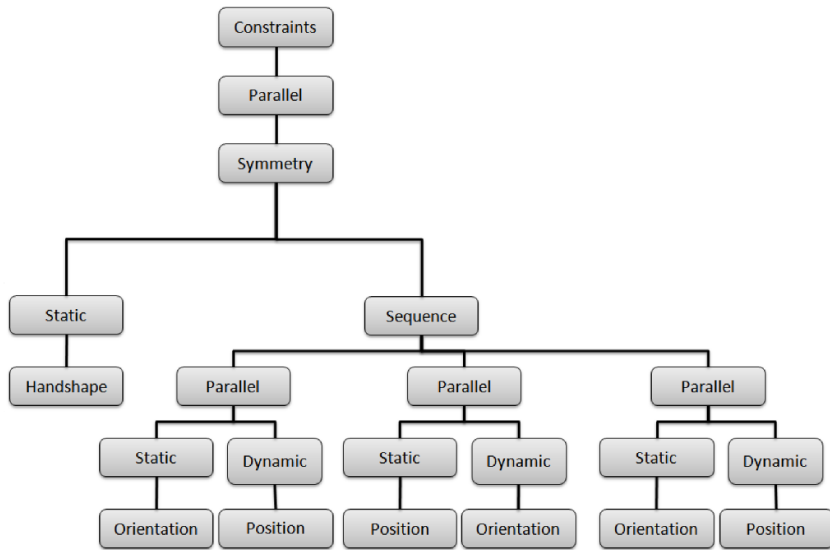 Constraints
Parallel
Symmetry
Static
Sequence
Handshape
Parallel
Parallel
Parallel
Static
Dynamic
Static
Dynamic
Static
Dynamic
Orientation
Position
Position
Orientation
Orientation
Position